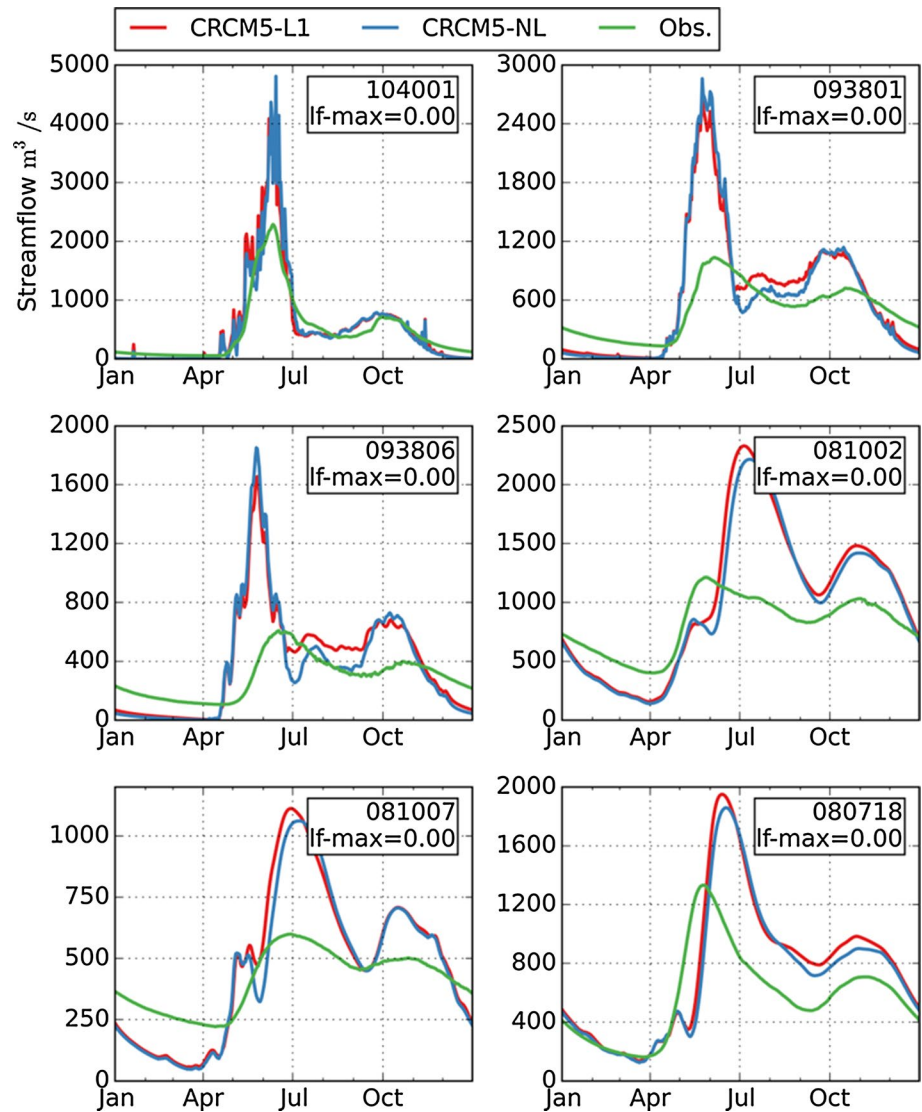 CRCM5-L1 CRCM5-NL Obs.
Streamflow m³ /s
5000
4000
3000
2000
1000
0
Jan Apr Jul Oct
104001
lf-max=0.00
3000
2400
1800
1200
600
0
Jan Apr Jul Oct
093801
lf-max=0.00
2000
1600
1200
800
400
0
Jan Apr Jul Oct
093806
lf-max=0.00
2500
2000
1500
1000
500
0
Jan Apr Jul Oct
081002
lf-max=0.00
1000
750
500
250
0
Jan Apr Jul Oct
081007
lf-max=0.00
2000
1600
1200
800
400
0
Jan Apr Jul Oct
080718
lf-max=0.00